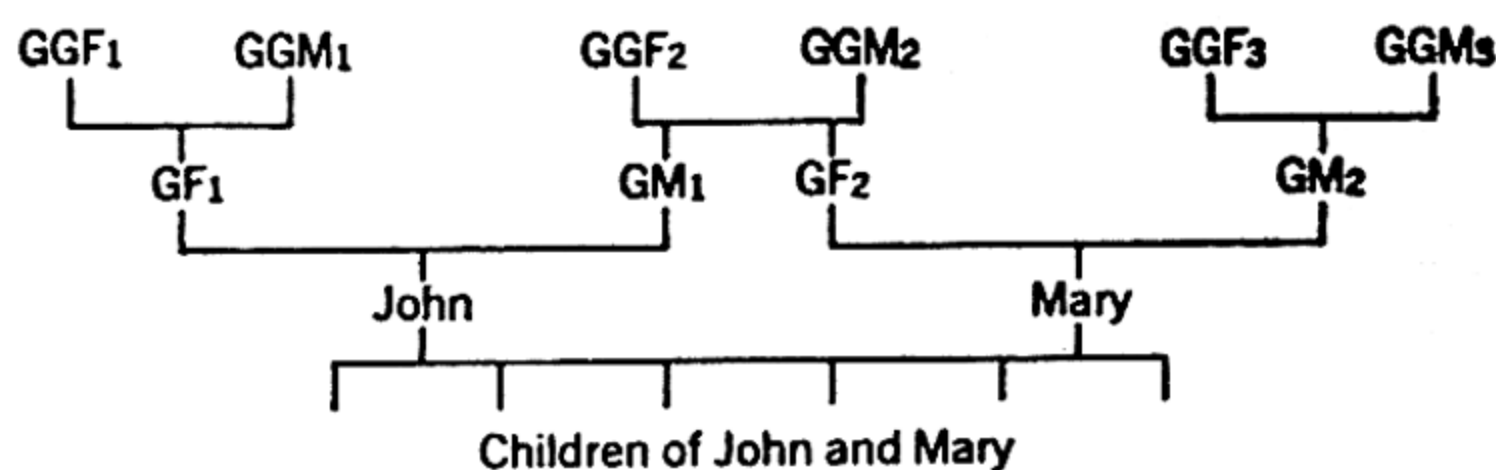 GGF1 GGM1 GGF2 GGM2 GGF3 GGM3
GF1 GM1 GF2 GM2
John Mary
Children of John and Mary